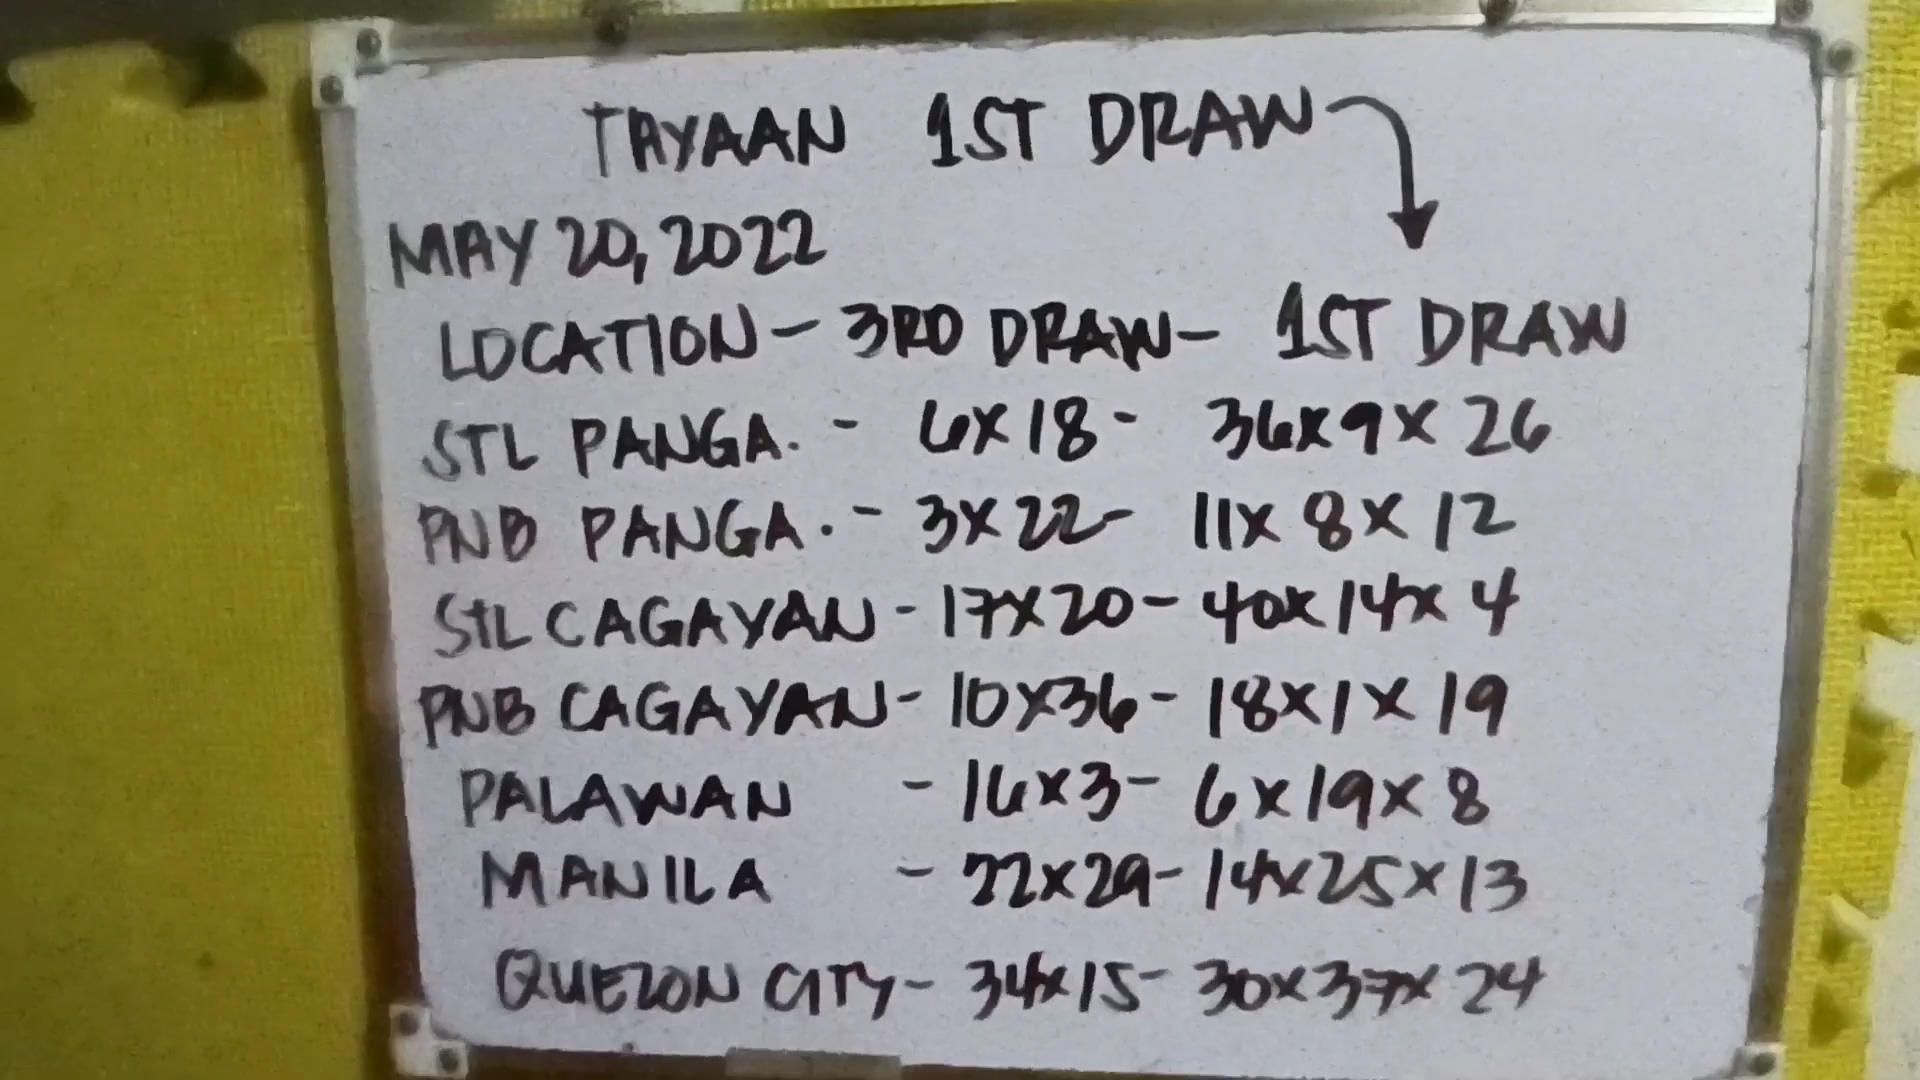 TAYAAN 1ST DRAW
MAY 20, 2022
LOCATION - 3RD DRAW - 1ST DRAW
STL PANGA. - 6X18 - 36X9X26
PNB PANGA. - 3X22 - 11X8X12
STL CAGAYAN - 17X20 - 40X14X4
PNB CAGAYAN - 10X36 - 18X1X19
PALAWAN - 16X3 - 6X19X8
MANILA - 22X29 - 14X25X13
QUEZON CITY - 34X15 - 30X37X24